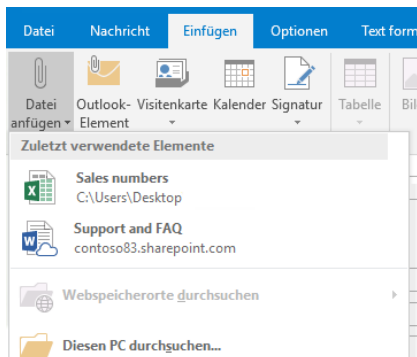 Datei Nachricht Einfügen Optionen Text form
Datei Outlook- Visitenkarte Kalender Signatur Tabelle Bil
anfügen Element
Zuletzt verwendete Elemente
Sales numbers
C:\Users\Desktop
Support and FAQ
contoso83.sharepoint.com
Webspeicherorte durchsuchen
Diesen PC durchsuchen...